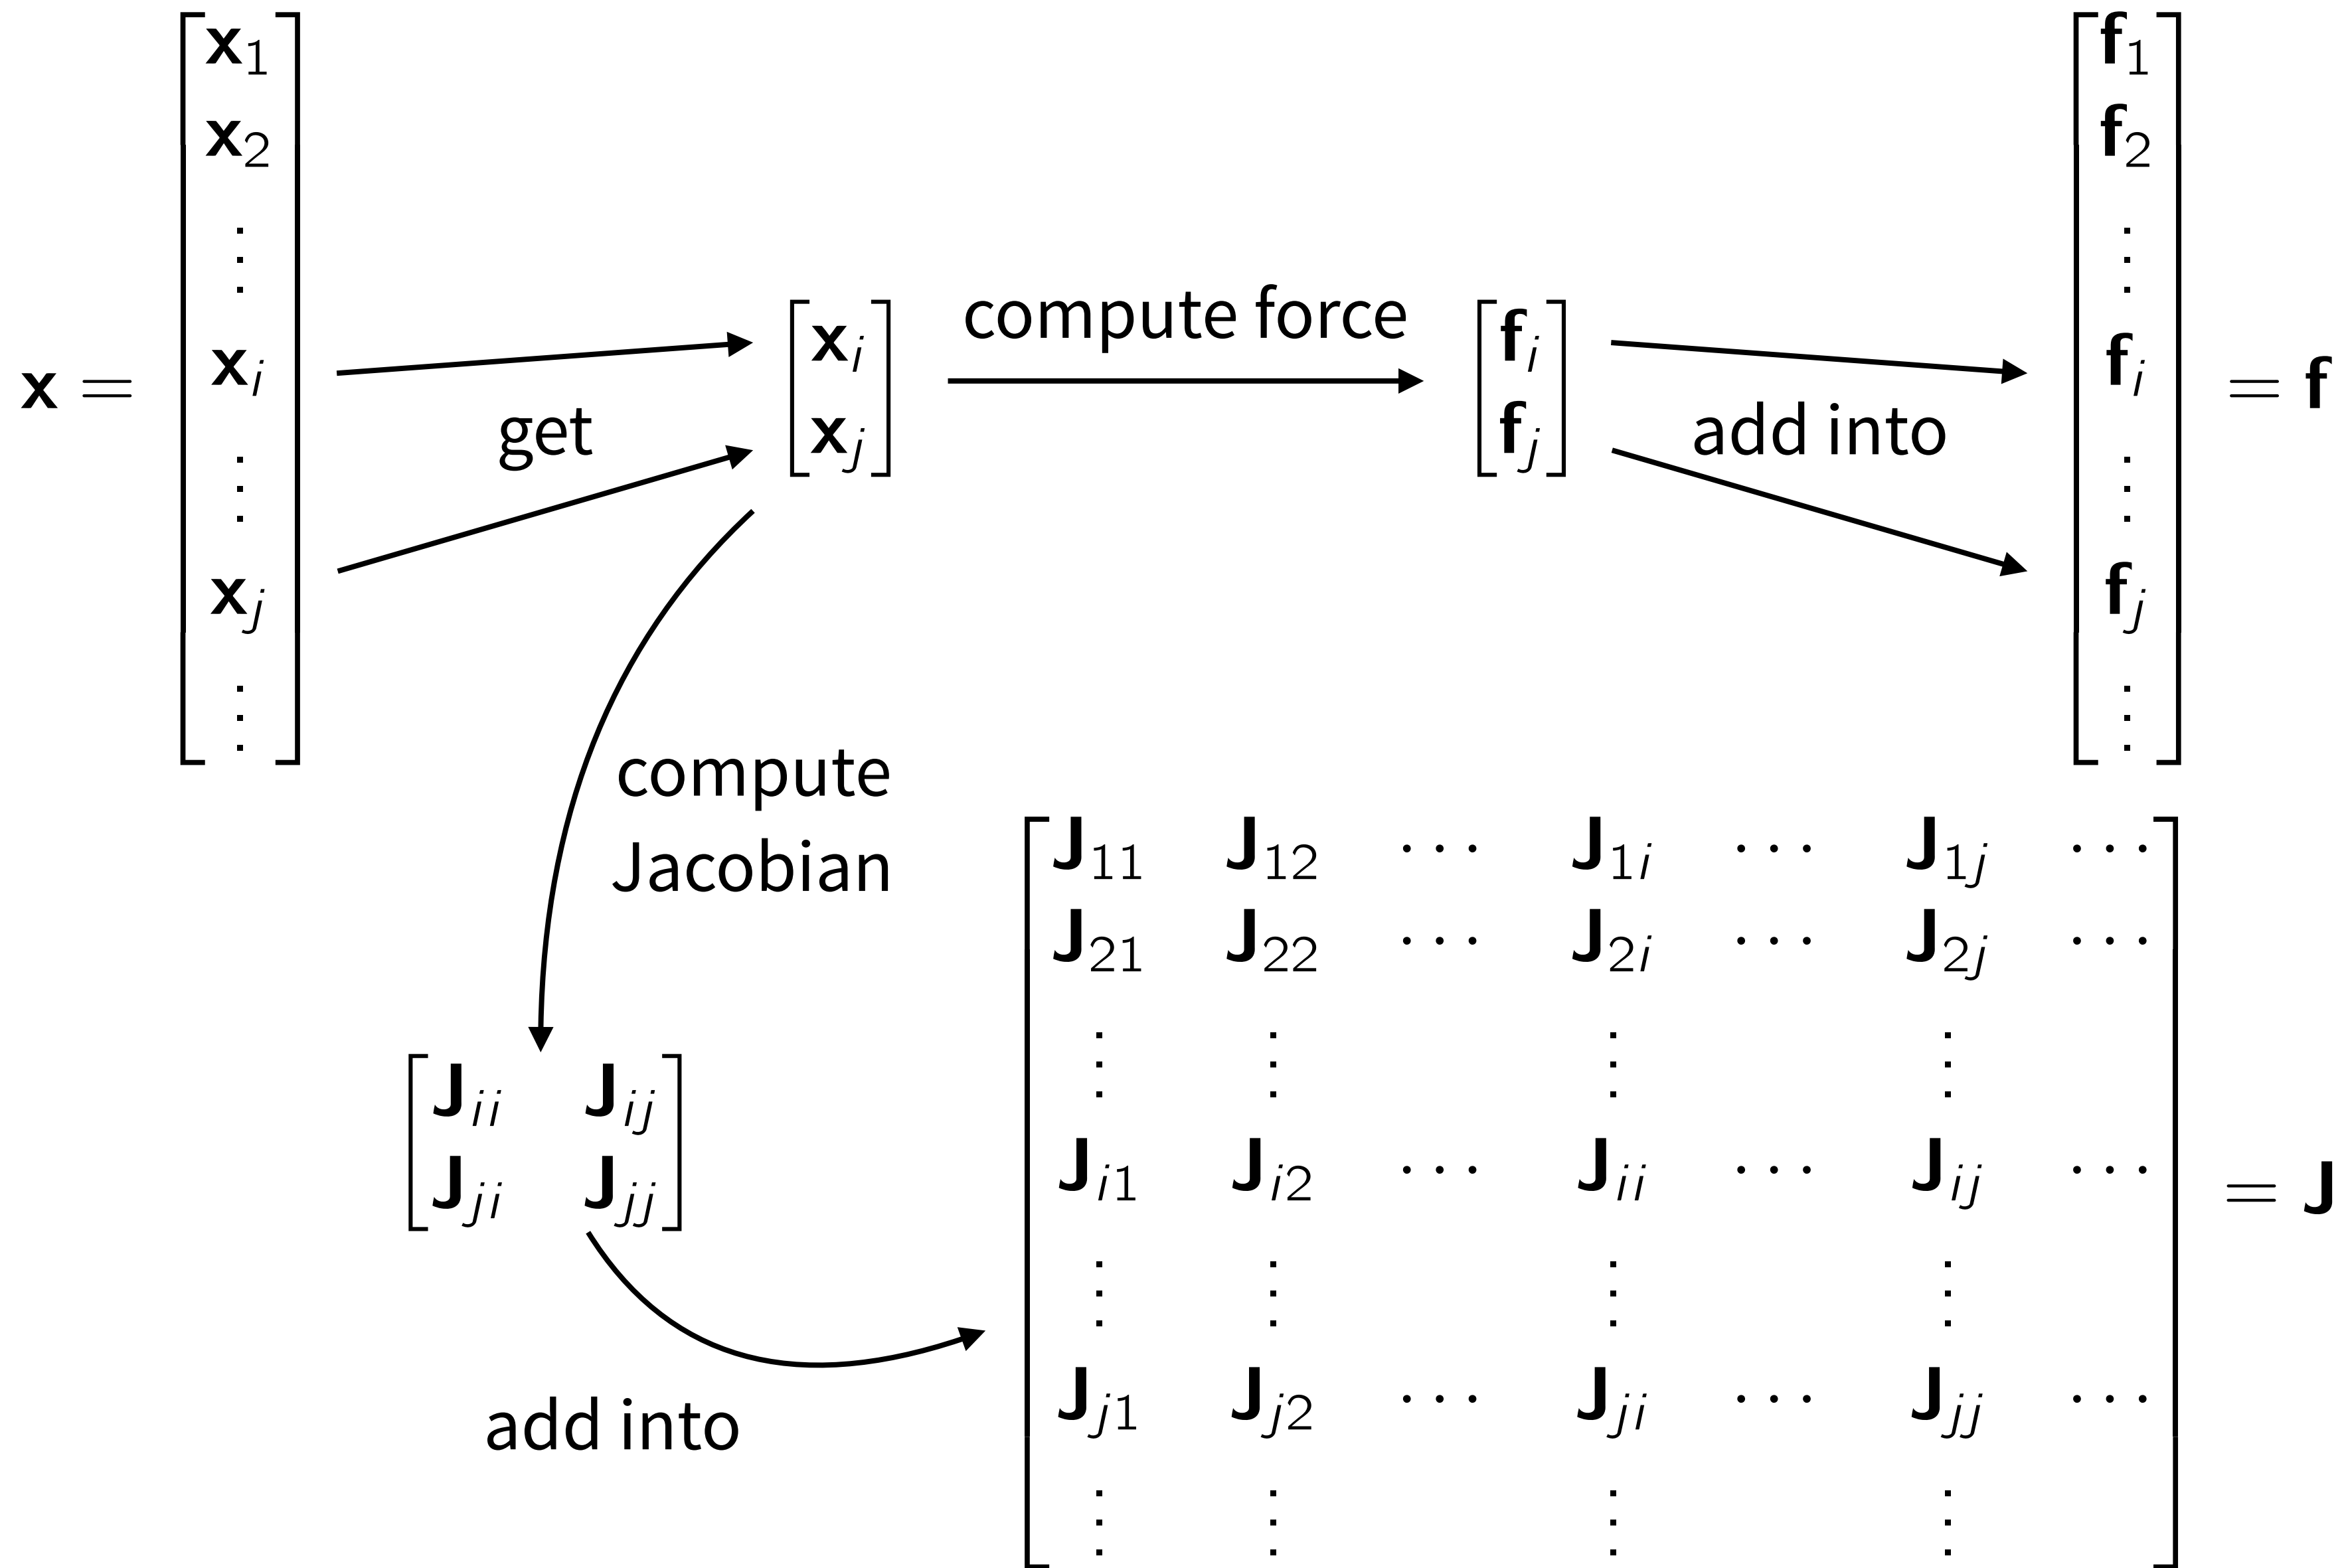 x =
x₁
x₂
⋮
xᵢ
⋮
xⱼ
⋮
get
xᵢ
xⱼ
compute force
fᵢ
fⱼ
add into
f₁
f₂
⋮
fᵢ
⋮
fⱼ
⋮
= f
compute
Jacobian
Jᵢᵢ Jᵢⱼ
Jⱼᵢ Jⱼⱼ
add into
J₁₁ J₁₂ ⋯ J₁ᵢ ⋯ J₁ⱼ ⋯
J₂₁ J₂₂ ⋯ J₂ᵢ ⋯ J₂ⱼ ⋯
⋮ ⋮ ⋮ ⋮
Jᵢ₁ Jᵢ₂ ⋯ Jᵢᵢ ⋯ Jᵢⱼ ⋯
⋮ ⋮ ⋮ ⋮
Jⱼ₁ Jⱼ₂ ⋯ Jⱼᵢ ⋯ Jⱼⱼ ⋯
⋮ ⋮ ⋮ ⋮
= J